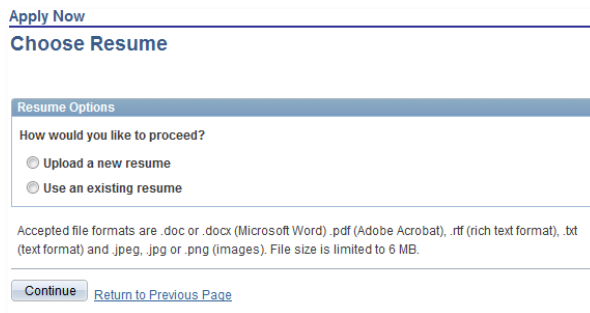 Apply Now
Choose Resume
Resume Options
How would you like to proceed?
Upload a new resume
Use an existing resume
Accepted file formats are .doc or .docx (Microsoft Word) .pdf (Adobe Acrobat), .rtf (rich text format), .txt
(text format) and .jpeg, .jpg or .png (images). File size is limited to 6 MB.
Continue Return to Previous Page